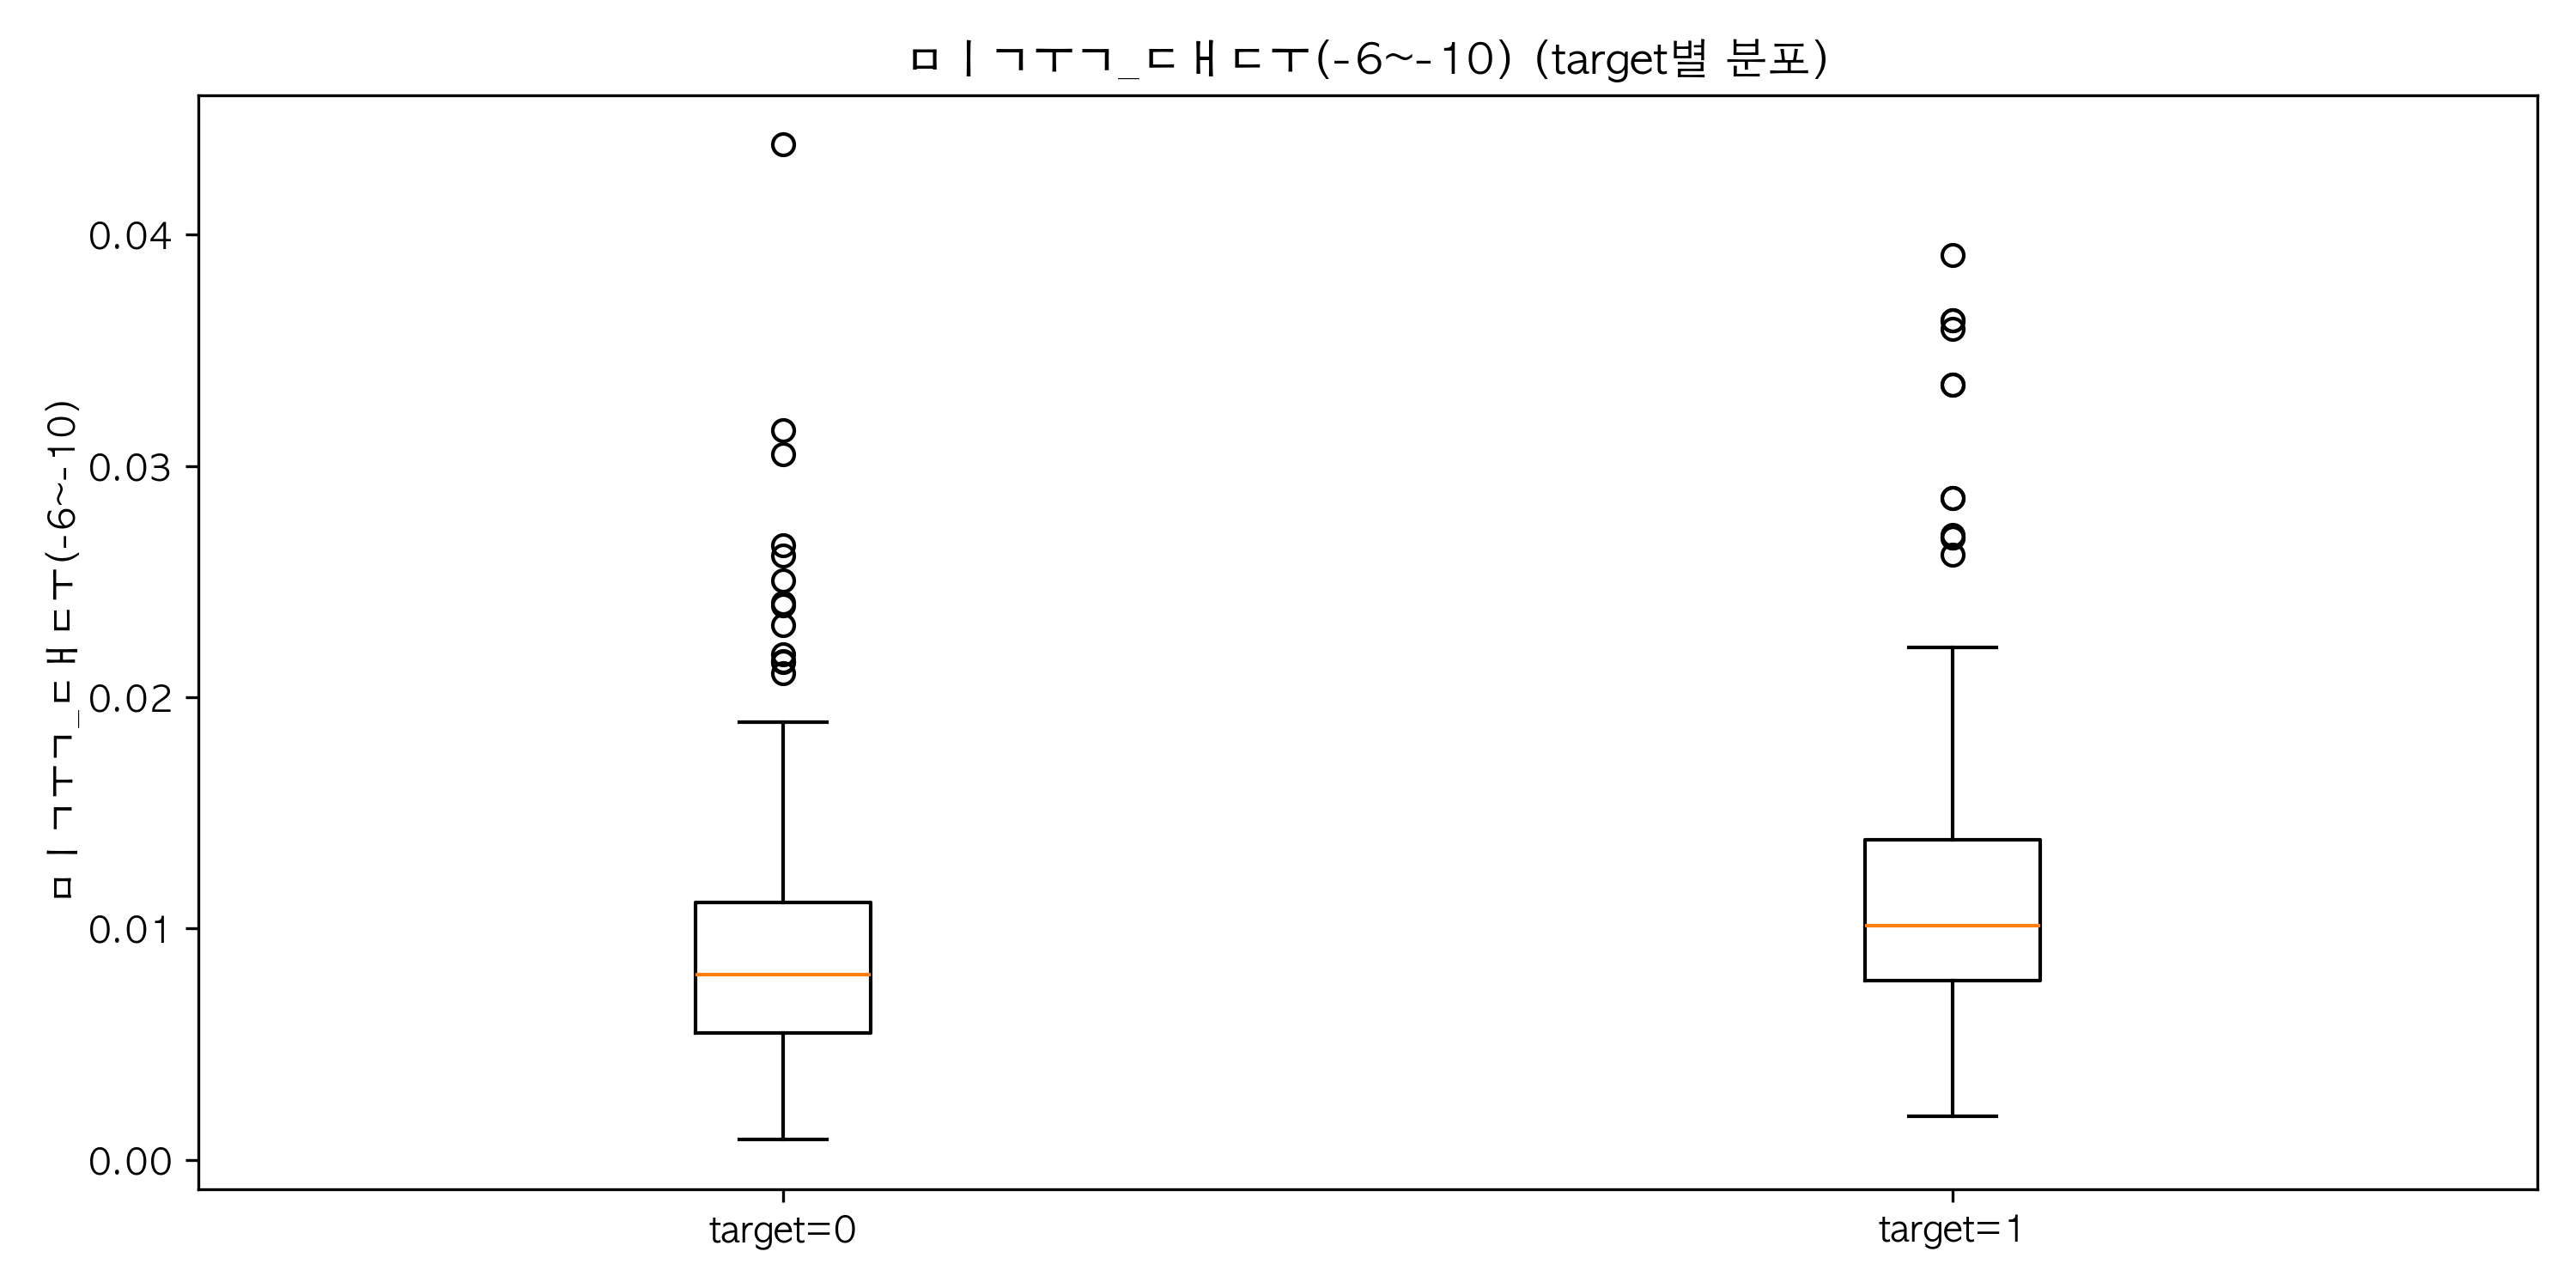 ㅁㅣㄱㅜㄱ_ㄷㅐㄷㅜ(-6~-10) (target별 분포)
ㅁㅣㄱㅜㄱ_ㄷㅐㄷㅜ(-6~-10)
0.04
0.03
0.02
0.01
0.00
target=0
target=1